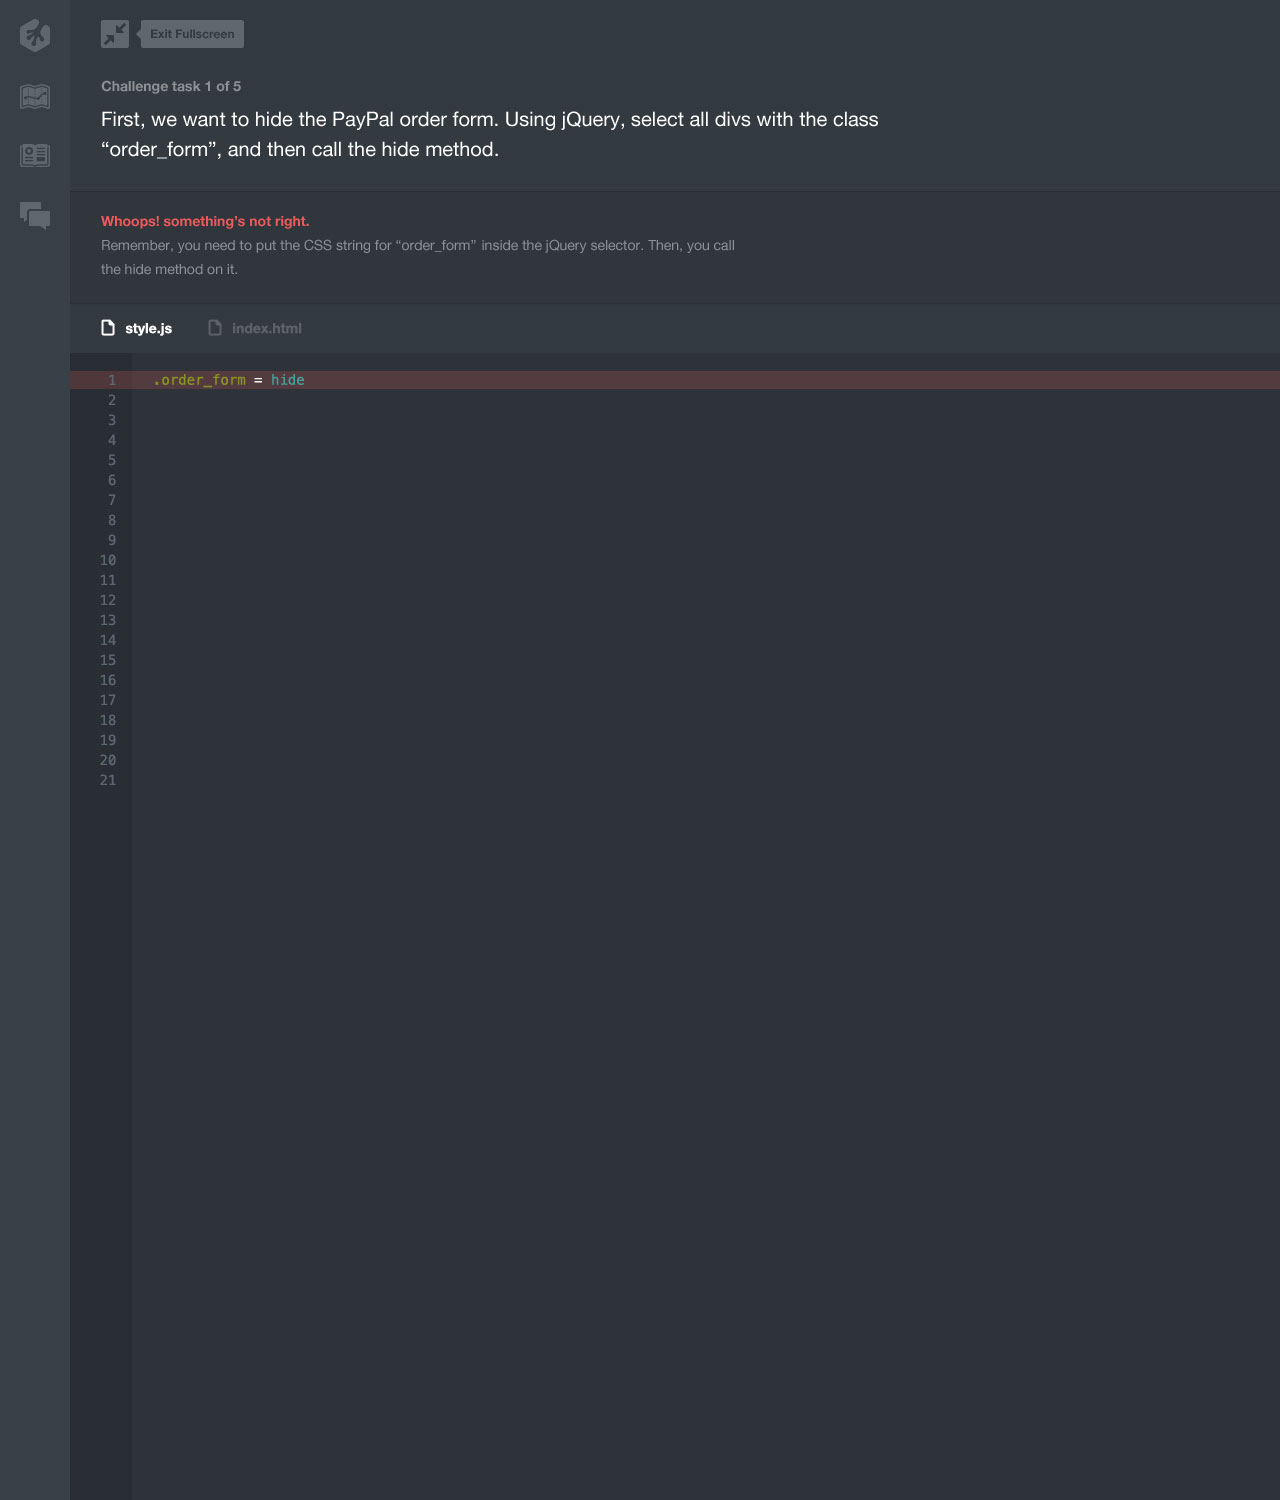 Exit Fullscreen
Challenge task 1 of 5
First, we want to hide the PayPal order form. Using jQuery, select all divs with the class
“order_form”, and then call the hide method.
Whoops! something’s not right.
Remember, you need to put the CSS string for “order_form” inside the jQuery selector. Then, you call
the hide method on it.
style.js index.html
1 .order_form = hide
2
3
4
5
6
7
8
9
10
11
12
13
14
15
16
17
18
19
20
21